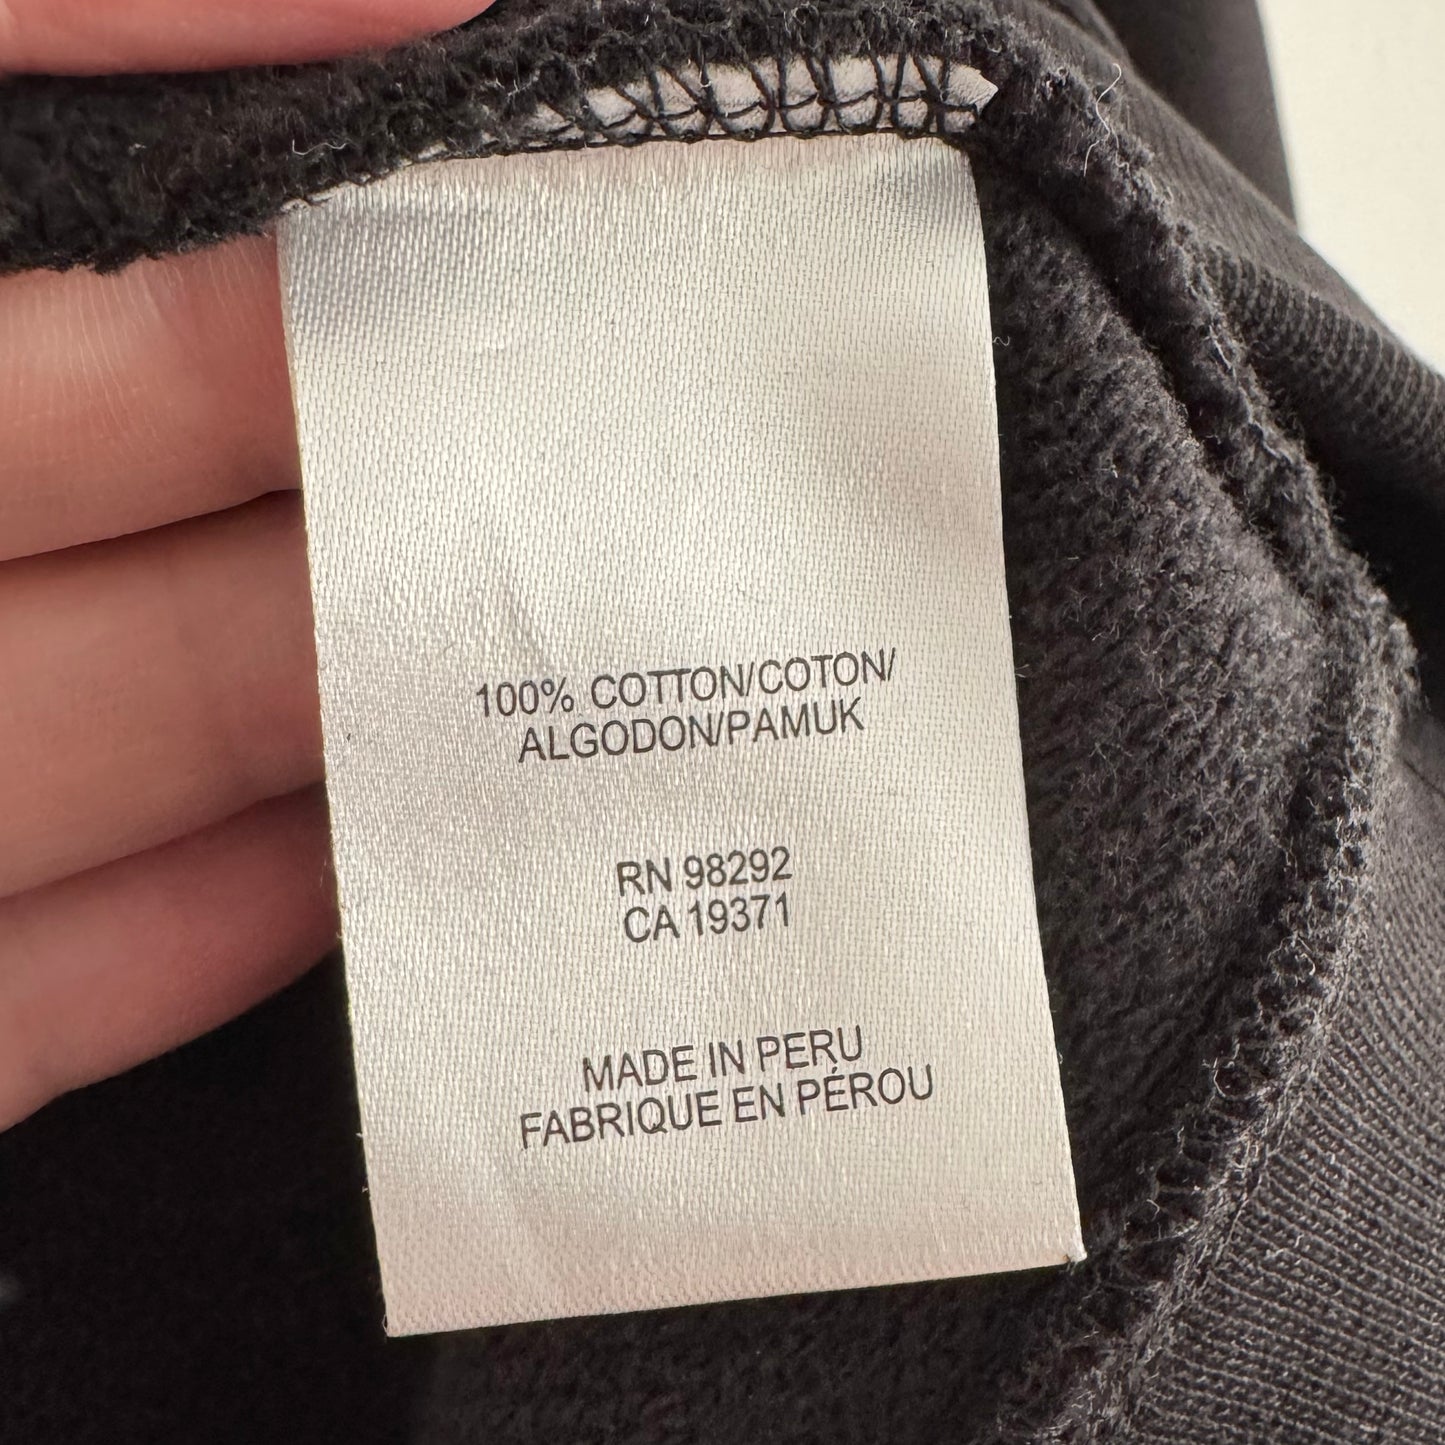 100% COTTON/COTON/
ALGODON/PAMUK
RN 98292
CA 19371
MADE IN PERU
FABRIQUE EN PÉROU